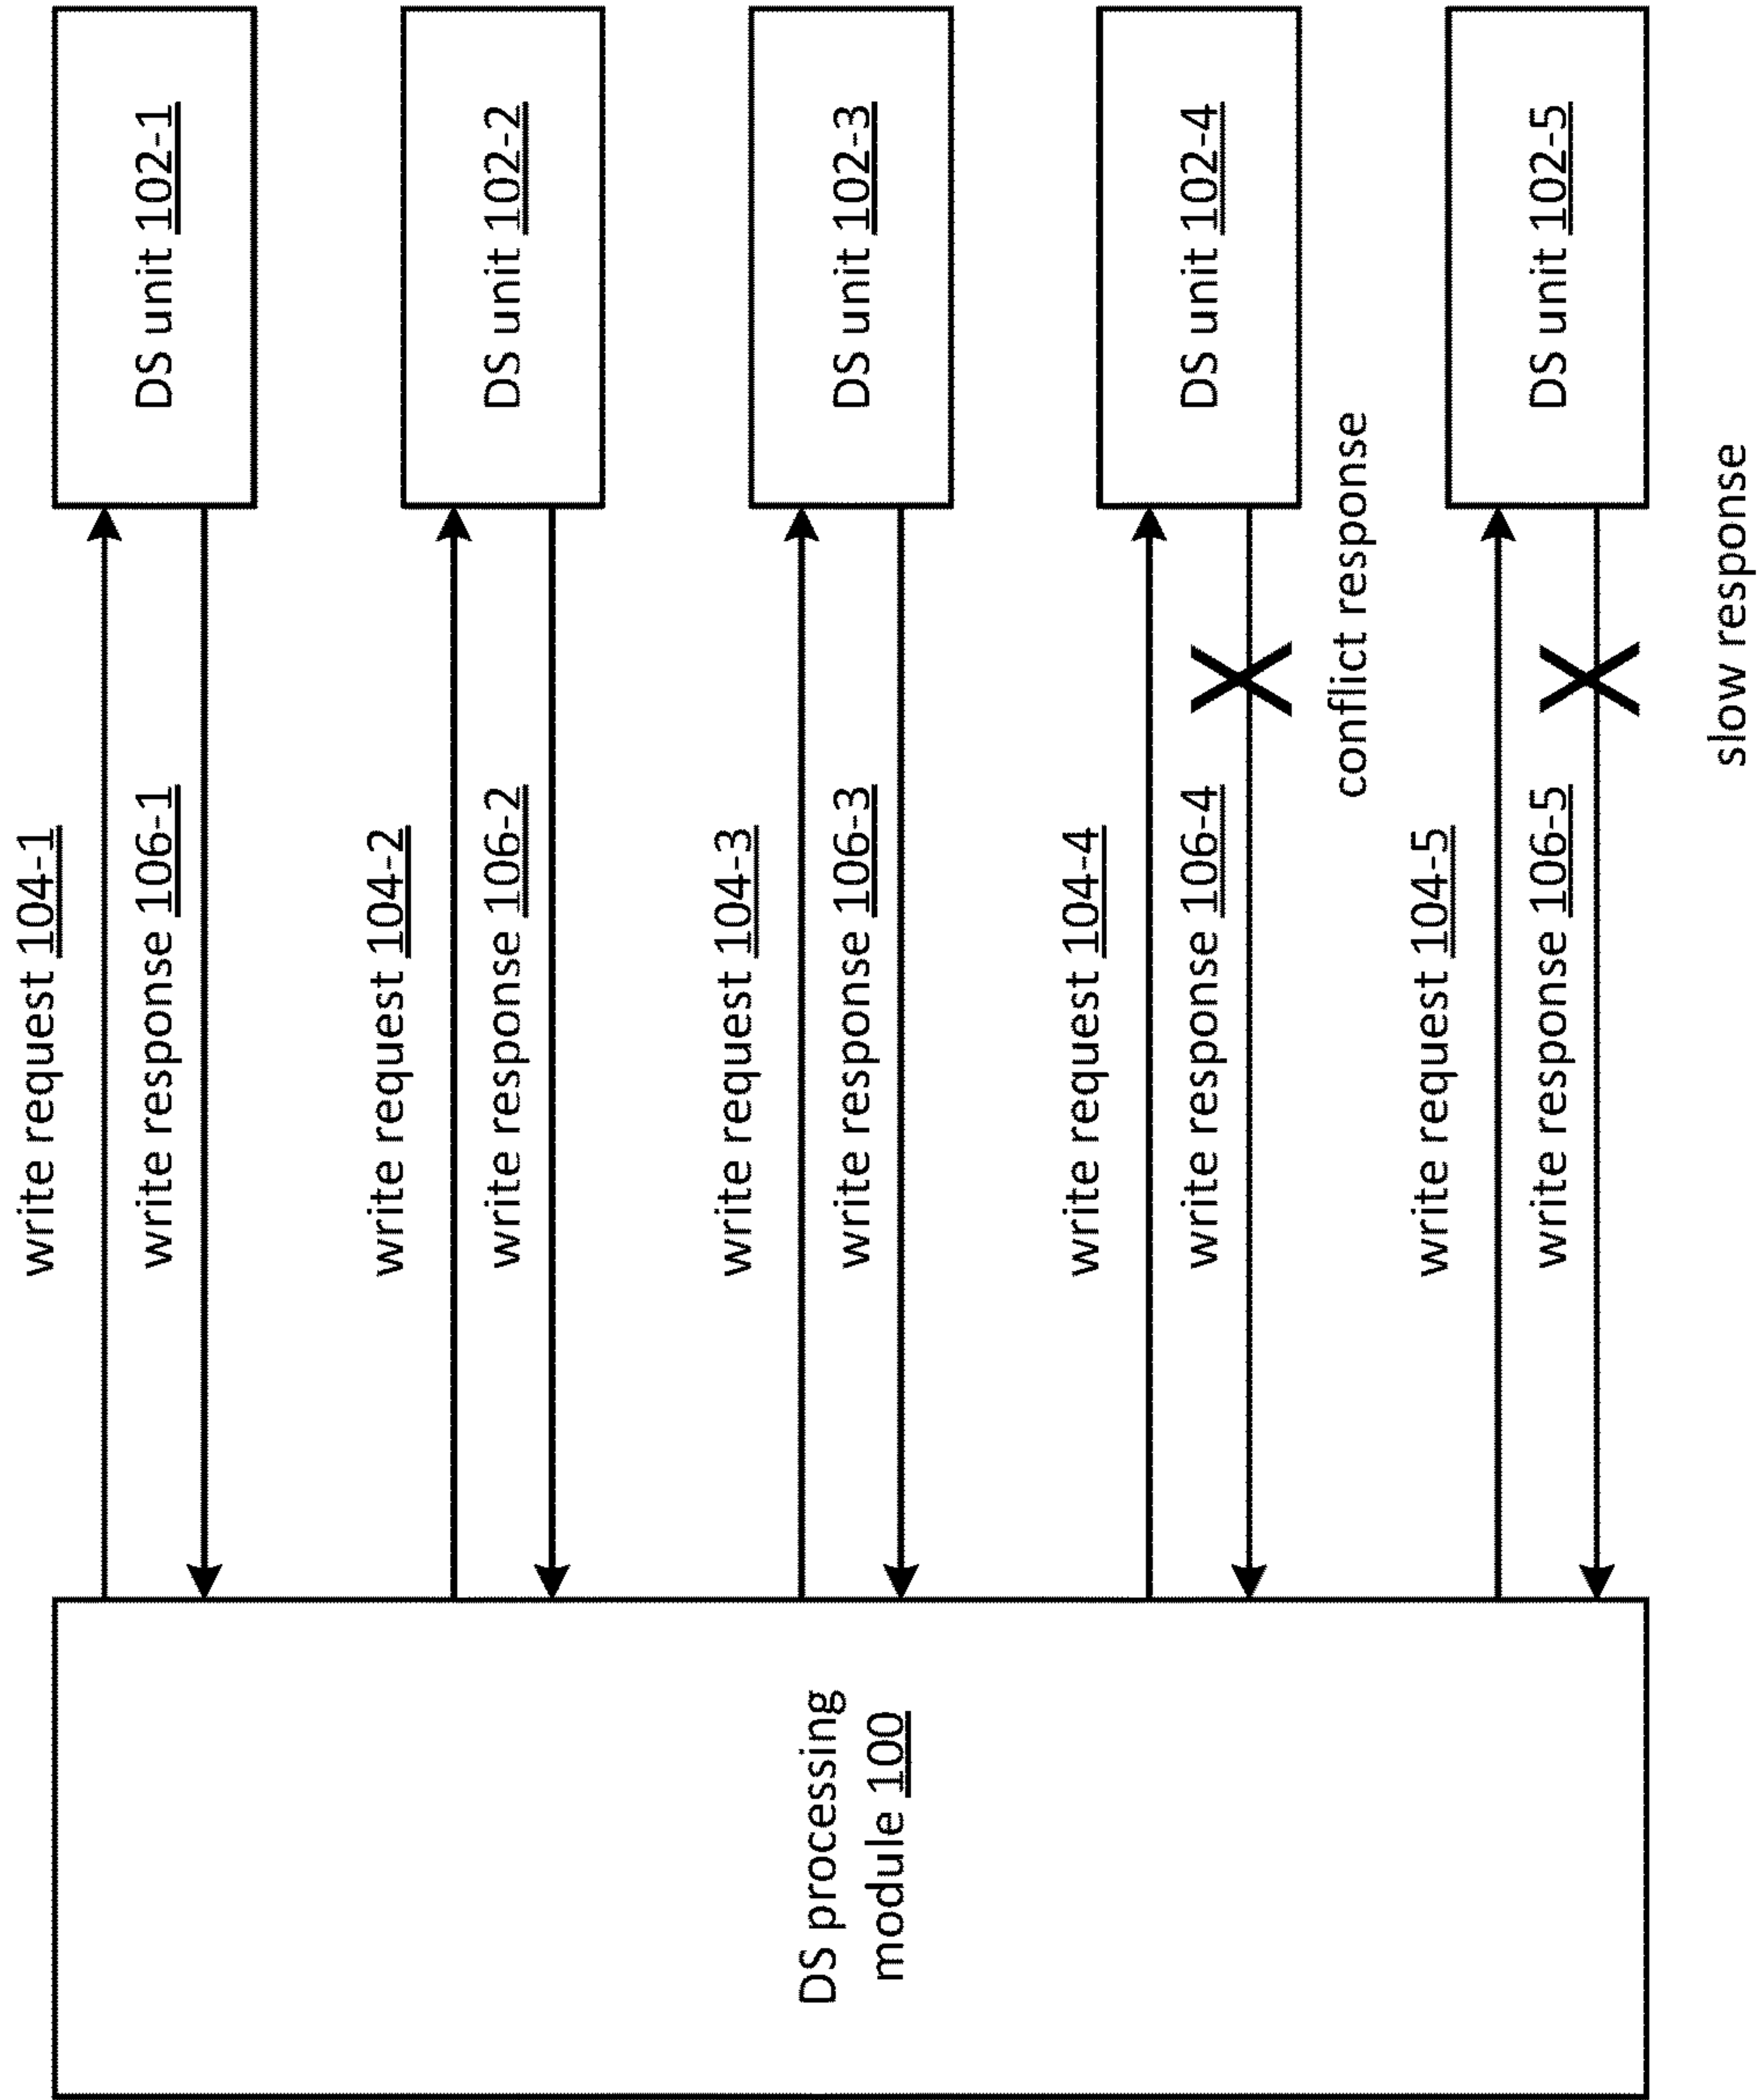 DS processing
module 100
write request 104-1
write response 106-1
DS unit 102-1
write request 104-2
write response 106-2
DS unit 102-2
write request 104-3
write response 106-3
DS unit 102-3
write request 104-4
write response 106-4
DS unit 102-4
conflict response
write request 104-5
write response 106-5
DS unit 102-5
slow response